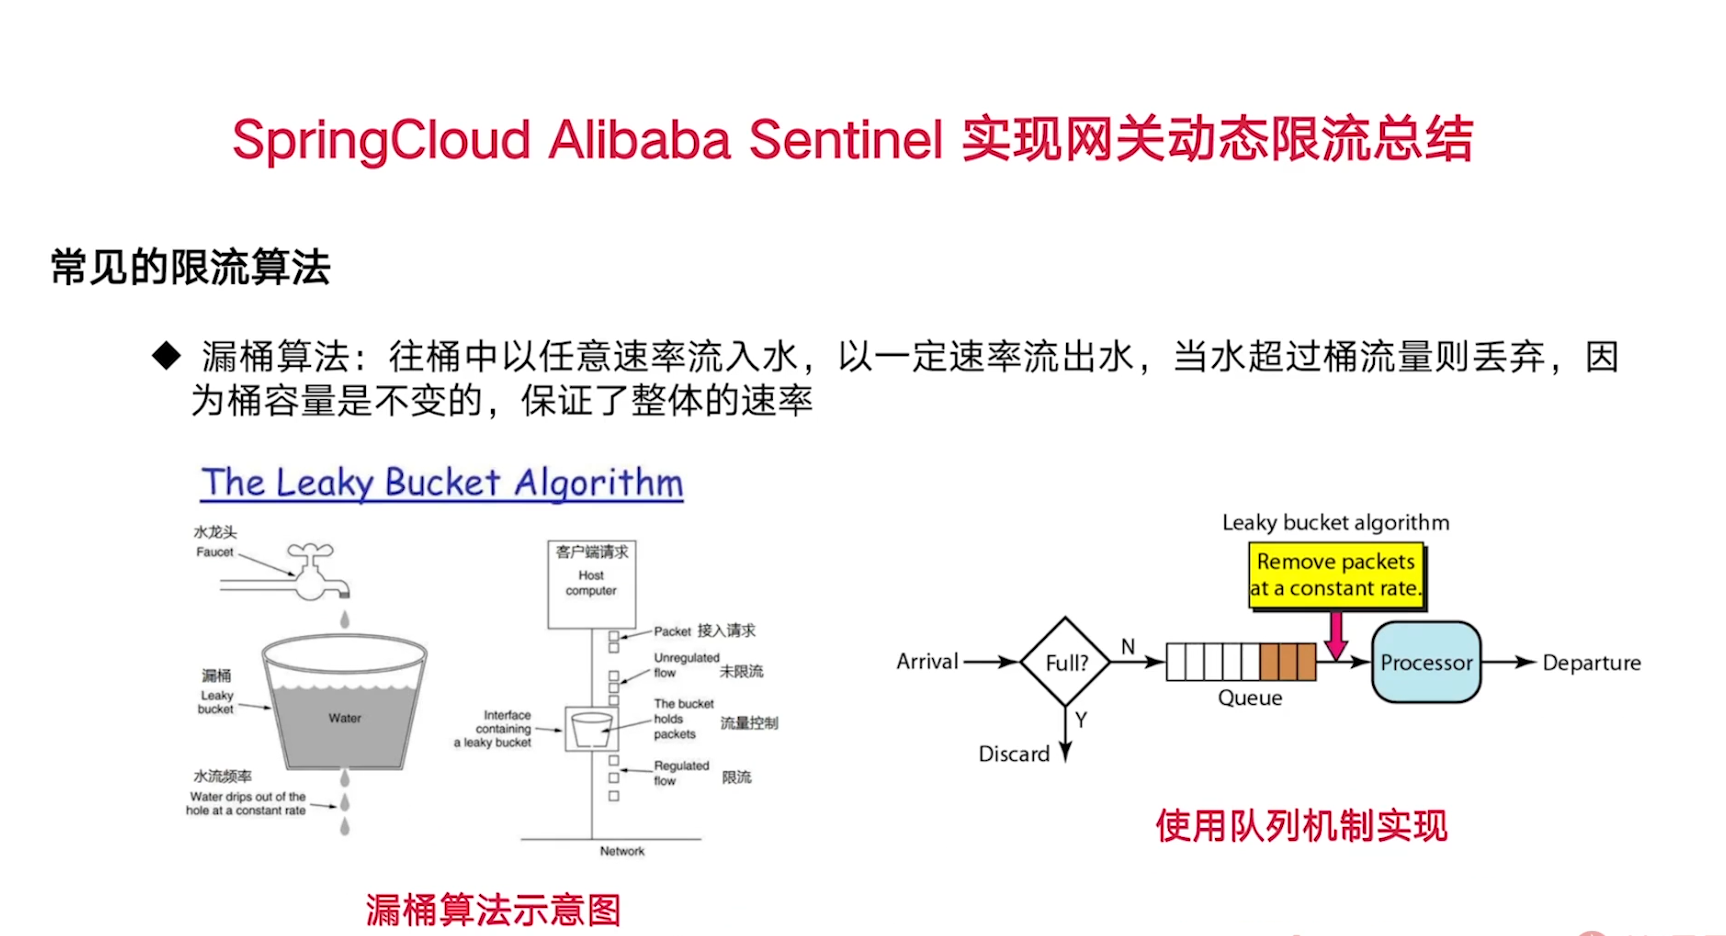 SpringCloud Alibaba Sentinel 实现网关动态限流总结
常见的限流算法
◆ 漏桶算法：往桶中以任意速率流入水，以一定速率流出水，当水超过桶流量则丢弃，因
为桶容量是不变的，保证了整体的速率
The Leaky Bucket Algorithm
水龙头
Faucet
漏桶
Leaky
bucket
Water
水流频率
Water drips out of the
hole at a constant rate
客户端请求
Host
computer
Packet 接入请求
Unregulated
flow 未限流
Interface
containing
a leaky bucket
The bucket
holds
packets
流量控制
Regulated
flow 限流
Network
漏桶算法示意图
Leaky bucket algorithm
Remove packets
at a constant rate.
Arrival
Full?
N
Y
Discard
Queue
Processor
Departure
使用队列机制实现